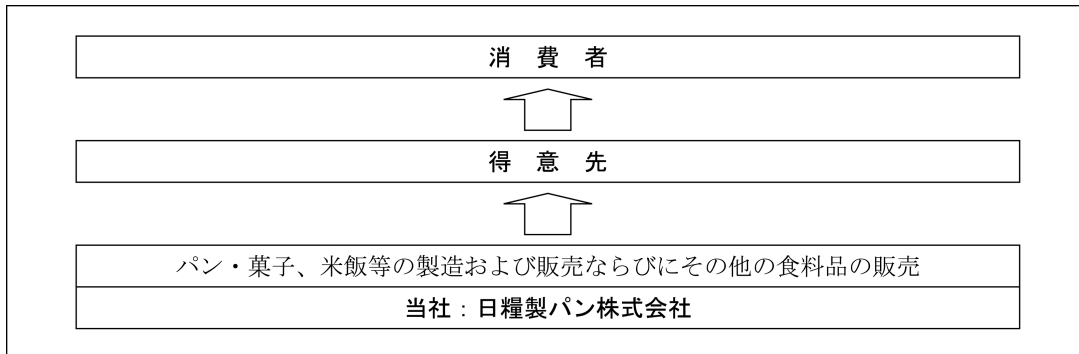 消 費 者
得 意 先
パン・菓子、米飯等の製造および販売ならびにその他の食料品の販売
当社：日糧製パン株式会社